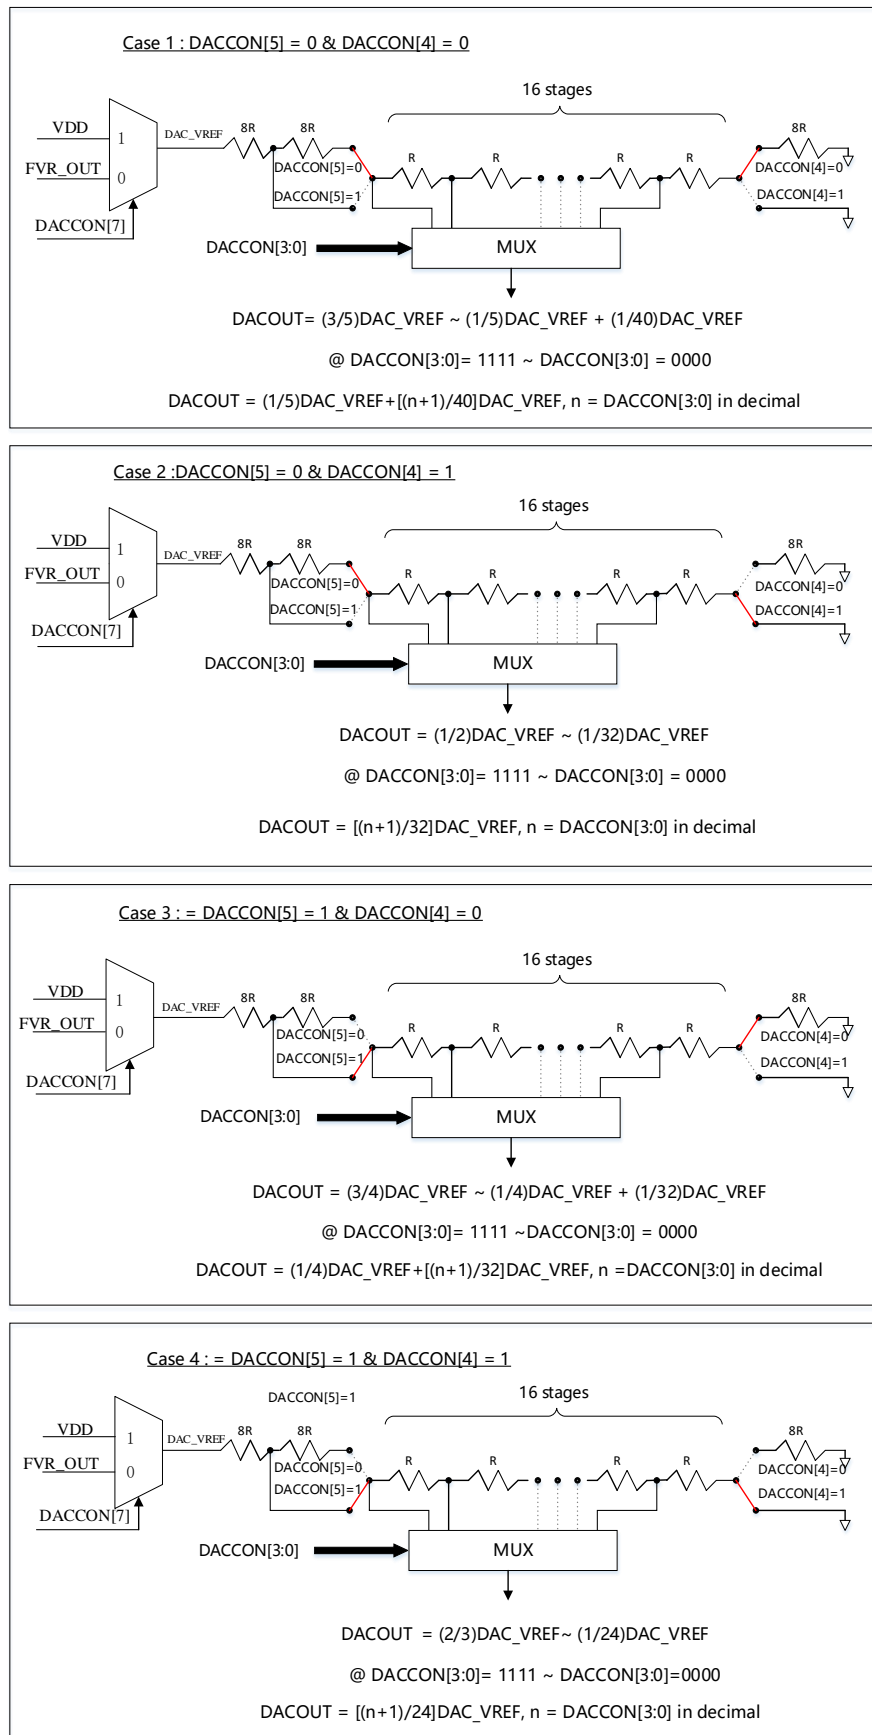 Case 1 : DACCON[5] = 0 & DACCON[4] = 0
16 stages
VDD
1
DAC_VREF
8R
8R
R
R
R
R
8R
FVR_OUT
0
DACCON[5]=0
DACCON[5]=1
DACCON[4]=0
DACCON[4]=1
DACCON[7]
DACCON[3:0]
MUX
DACOUT= (3/5)DAC_VREF ~ (1/5)DAC_VREF + (1/40)DAC_VREF
@ DACCON[3:0]= 1111 ~ DACCON[3:0] = 0000
DACOUT = (1/5)DAC_VREF+[(n+1)/40]DAC_VREF, n = DACCON[3:0] in decimal
Case 2 :DACCON[5] = 0 & DACCON[4] = 1
16 stages
VDD
1
DAC_VREF
8R
8R
R
R
R
R
8R
FVR_OUT
0
DACCON[5]=0
DACCON[5]=1
DACCON[4]=0
DACCON[4]=1
DACCON[7]
DACCON[3:0]
MUX
DACOUT = (1/2)DAC_VREF ~ (1/32)DAC_VREF
@ DACCON[3:0]= 1111 ~ DACCON[3:0] = 0000
DACOUT = [(n+1)/32]DAC_VREF, n = DACCON[3:0] in decimal
Case 3 : = DACCON[5] = 1 & DACCON[4] = 0
16 stages
VDD
1
DAC_VREF
8R
8R
R
R
R
R
8R
FVR_OUT
0
DACCON[5]=0
DACCON[5]=1
DACCON[4]=0
DACCON[4]=1
DACCON[7]
DACCON[3:0]
MUX
DACOUT = (3/4)DAC_VREF ~ (1/4)DAC_VREF + (1/32)DAC_VREF
@ DACCON[3:0]= 1111 ~DACCON[3:0] = 0000
DACOUT = (1/4)DAC_VREF+[(n+1)/32]DAC_VREF, n =DACCON[3:0] in decimal
Case 4 : = DACCON[5] = 1 & DACCON[4] = 1
DACCON[5]=1
16 stages
VDD
1
DAC_VREF
8R
8R
R
R
R
R
8R
FVR_OUT
0
DACCON[5]=0
DACCON[5]=1
DACCON[4]=0
DACCON[4]=1
DACCON[7]
DACCON[3:0]
MUX
DACOUT = (2/3)DAC_VREF~ (1/24)DAC_VREF
@ DACCON[3:0]= 1111 ~ DACCON[3:0]=0000
DACOUT = [(n+1)/24]DAC_VREF, n = DACCON[3:0] in decimal